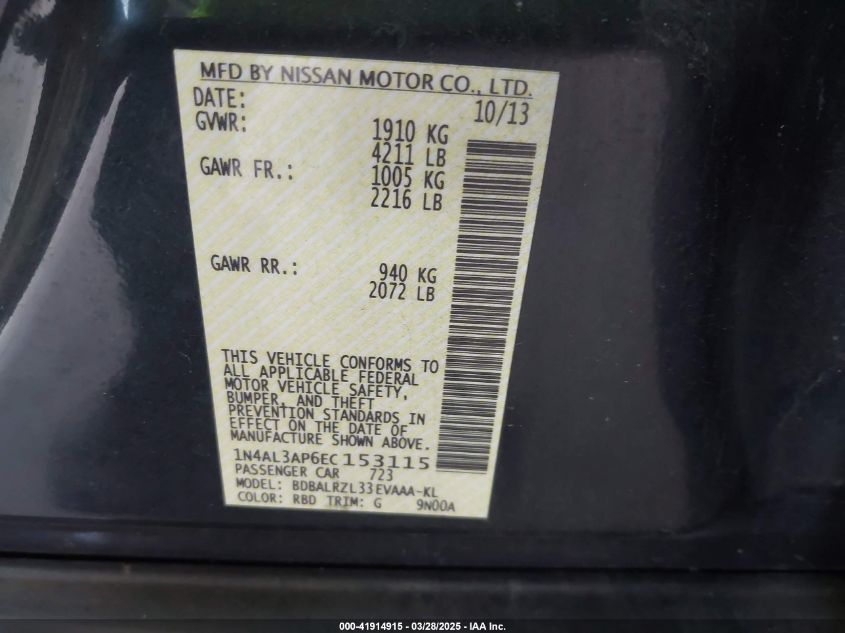 MFD BY NISSAN MOTOR CO., LTD.
DATE: 10/13
GVWR: 1910 KG
4211 LB
GAWR FR.: 1005 KG
2216 LB
GAWR RR.: 940 KG
2072 LB
THIS VEHICLE CONFORMS TO
ALL APPLICABLE FEDERAL
MOTOR VEHICLE SAFETY,
BUMPER, AND THEFT
PREVENTION STANDARDS IN
EFFECT ON THE DATE OF
MANUFACTURE SHOWN ABOVE.
1N4AL3AP6EC153115
PASSENGER CAR 723
MODEL: BDBALRZL33EVAAA-KL
COLOR: RBD TRIM: G 9N00A
000-41914915 - 03/28/2025 - IAA Inc.